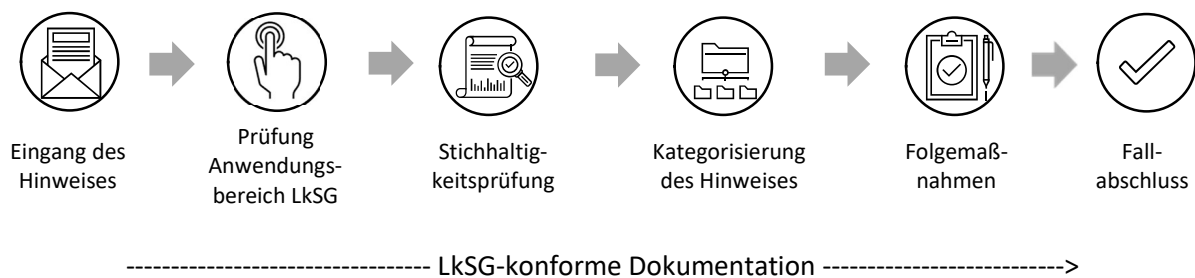 Eingang des
Hinweises
Prüfung
Anwendungs-
bereich LkSG
Stichhaltig-
keitsprüfung
Kategorisierung
des Hinweises
Folgemaß-
nahmen
Fall-
abschluss
------------------------------- LkSG-konforme Dokumentation --------------------------->